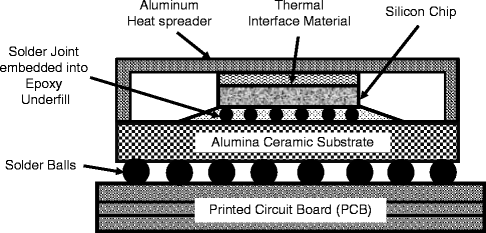 Aluminum
Heat spreader
Thermal
Interface Material
Silicon Chip
Solder Joint
embedded into
Epoxy
Underfill
Alumina Ceramic Substrate
Solder Balls
Printed Circuit Board (PCB)